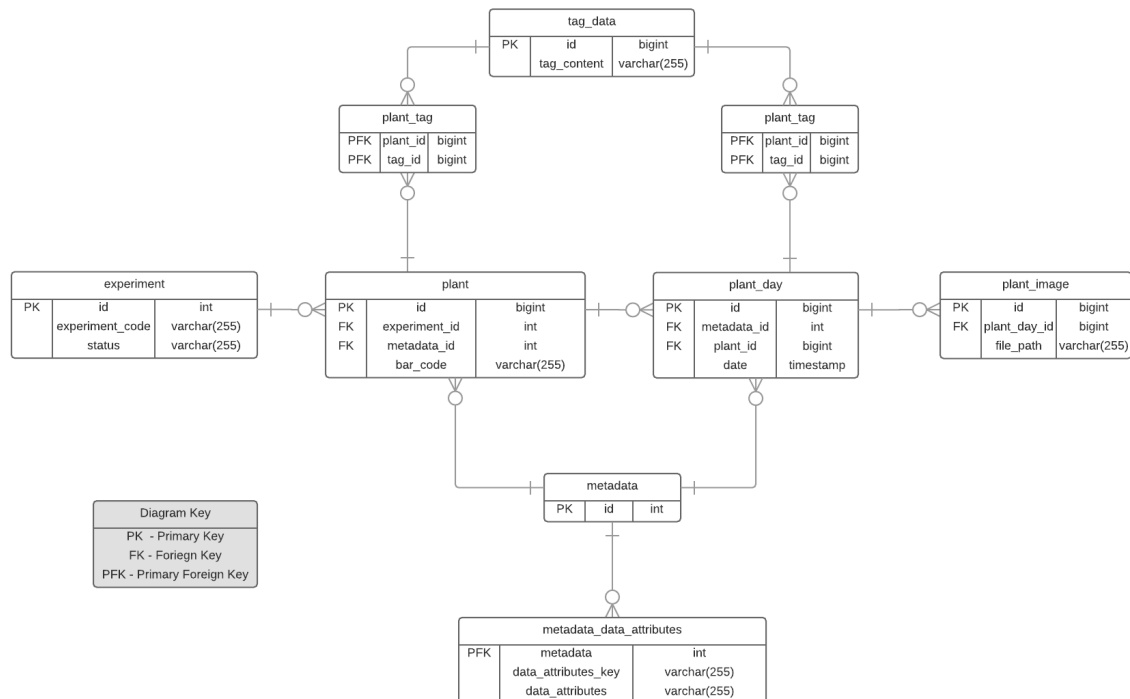 tag_data
PK id bigint
tag_content varchar(255)
plant_tag
PFK plant_id bigint
PFK tag_id bigint
plant_tag
PFK plant_id bigint
PFK tag_id bigint
experiment
PK id int
experiment_code varchar(255)
status varchar(255)
plant
PK id bigint
FK experiment_id int
FK metadata_id int
bar_code varchar(255)
plant_day
PK id bigint
FK metadata_id int
FK plant_id bigint
date timestamp
plant_image
PK id bigint
FK plant_day_id bigint
file_path varchar(255)
metadata
PK id int
Diagram Key
PK - Primary Key
FK - Foriegn Key
PFK - Primary Foreign Key
metadata_data_attributes
PFK metadata int
data_attributes_key varchar(255)
data_attributes varchar(255)